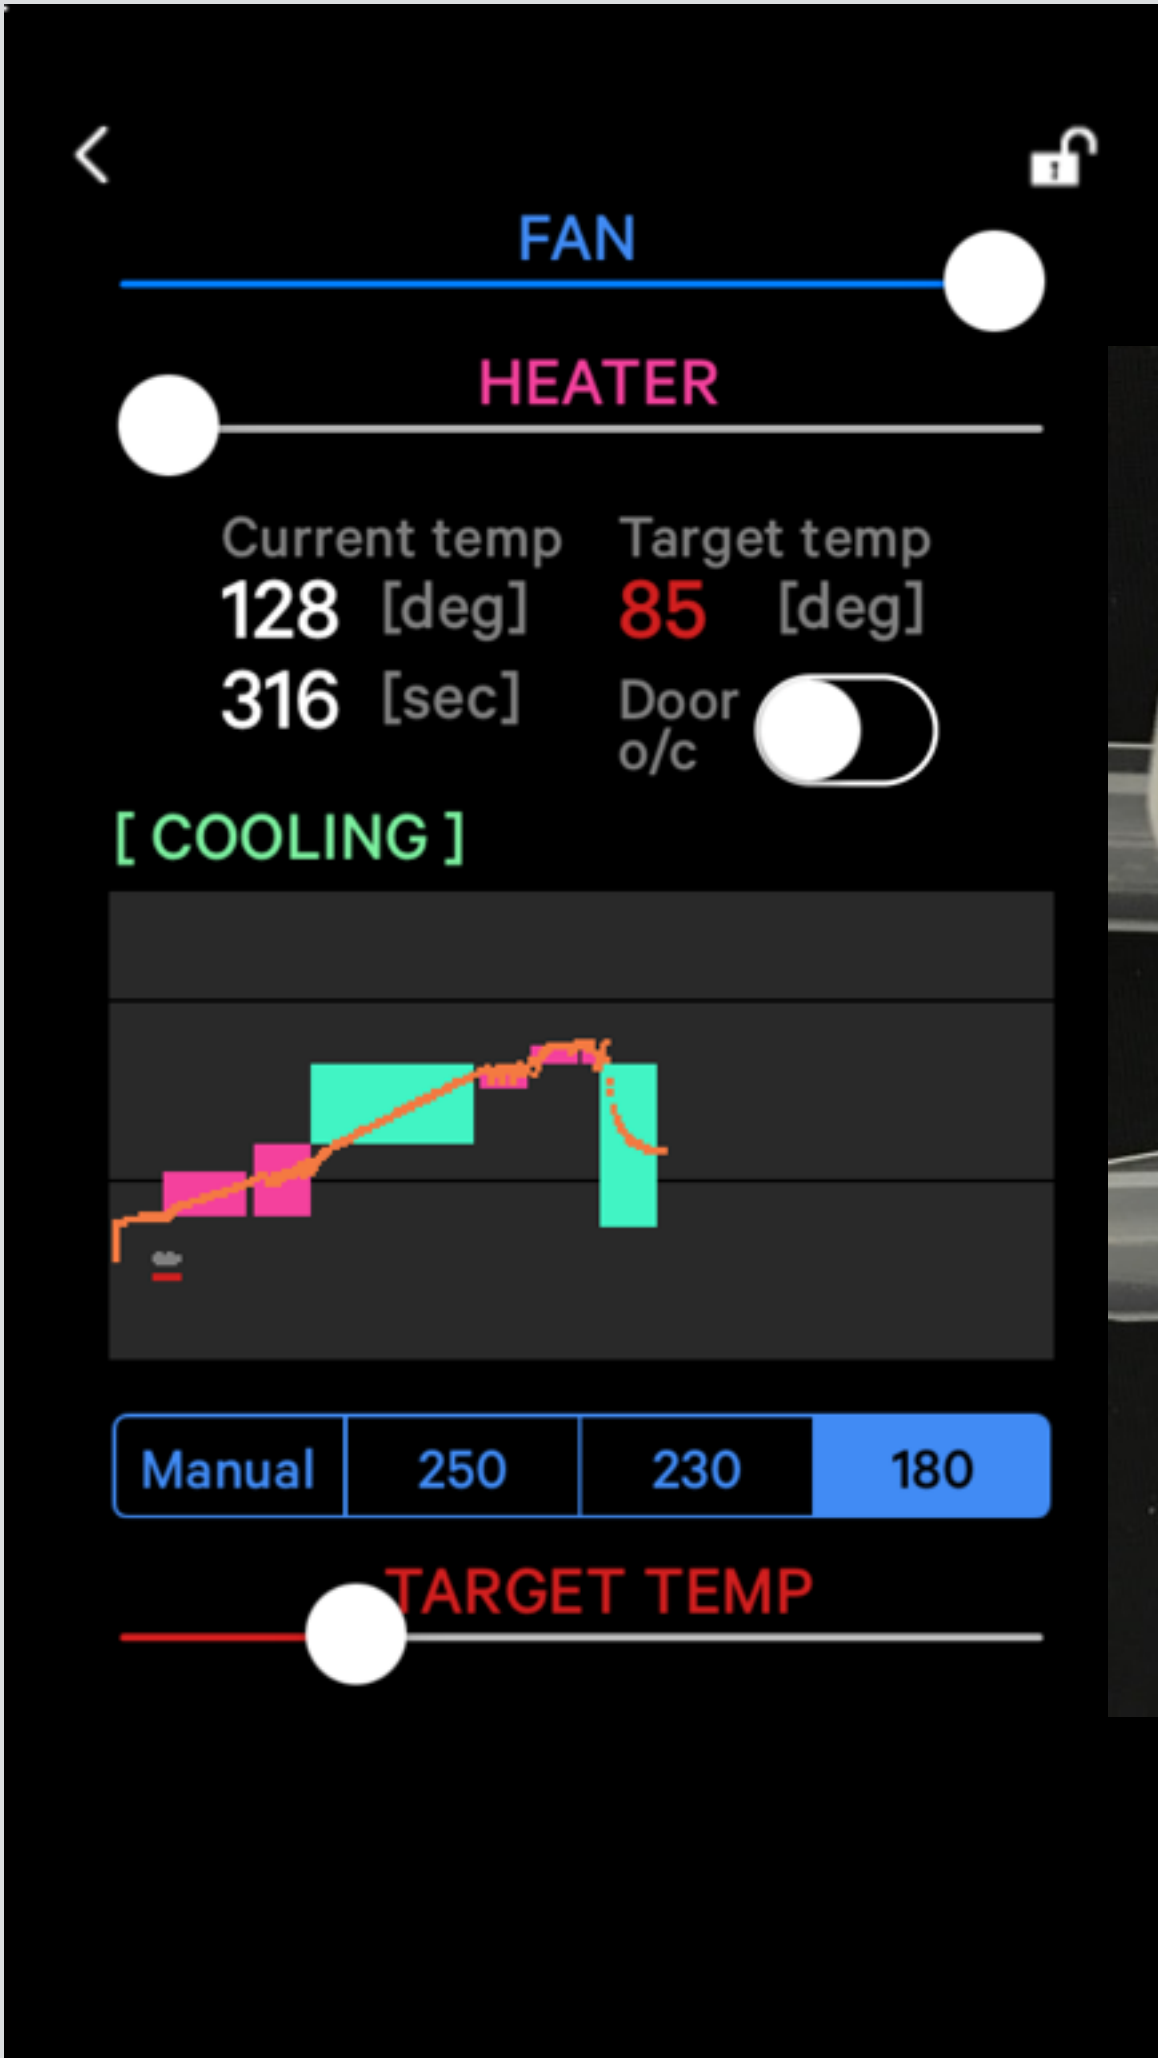 FAN
HEATER
Current temp Target temp
128 [deg] 85 [deg]
316 [sec] Door
o/c
[ COOLING ]
Manual 250 230 180
TARGET TEMP